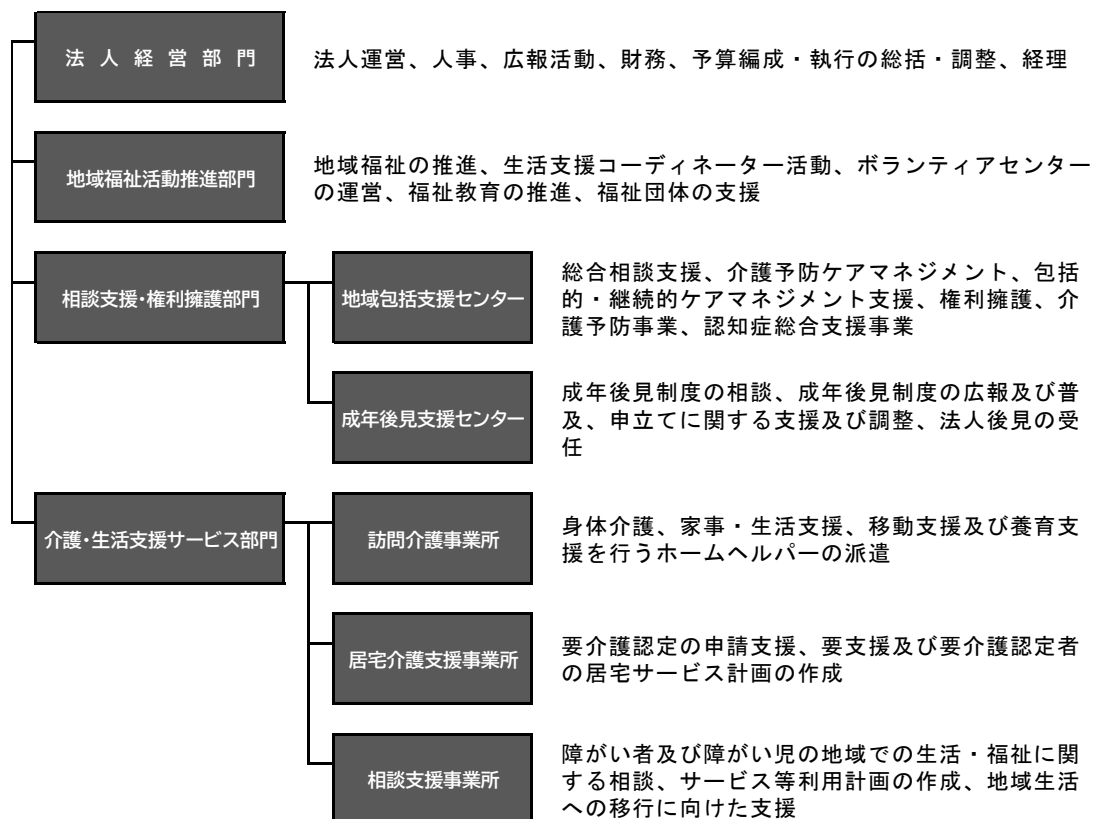 法人経営部門
法人運営、人事、広報活動、財務、予算編成・執行の総括・調整、経理
地域福祉活動推進部門
地域福祉の推進、生活支援コーディネーター活動、ボランティアセンター
の運営、福祉教育の推進、福祉団体の支援
相談支援・権利擁護部門
地域包括支援センター
総合相談支援、介護予防ケアマネジメント、包括
的・継続的ケアマネジメント支援、権利擁護、介
護予防事業、認知症総合支援事業
成年後見支援センター
成年後見制度の相談、成年後見制度の広報及び普
及、申立てに関する支援及び調整、法人後見の受
任
介護・生活支援サービス部門
訪問介護事業所
身体介護、家事・生活支援、移動支援及び養育支
援を行うホームヘルパーの派遣
居宅介護支援事業所
要介護認定の申請支援、要支援及び要介護認定者
の居宅サービス計画の作成
相談支援事業所
障がい者及び障がい児の地域での生活・福祉に関
する相談、サービス等利用計画の作成、地域生活
への移行に向けた支援